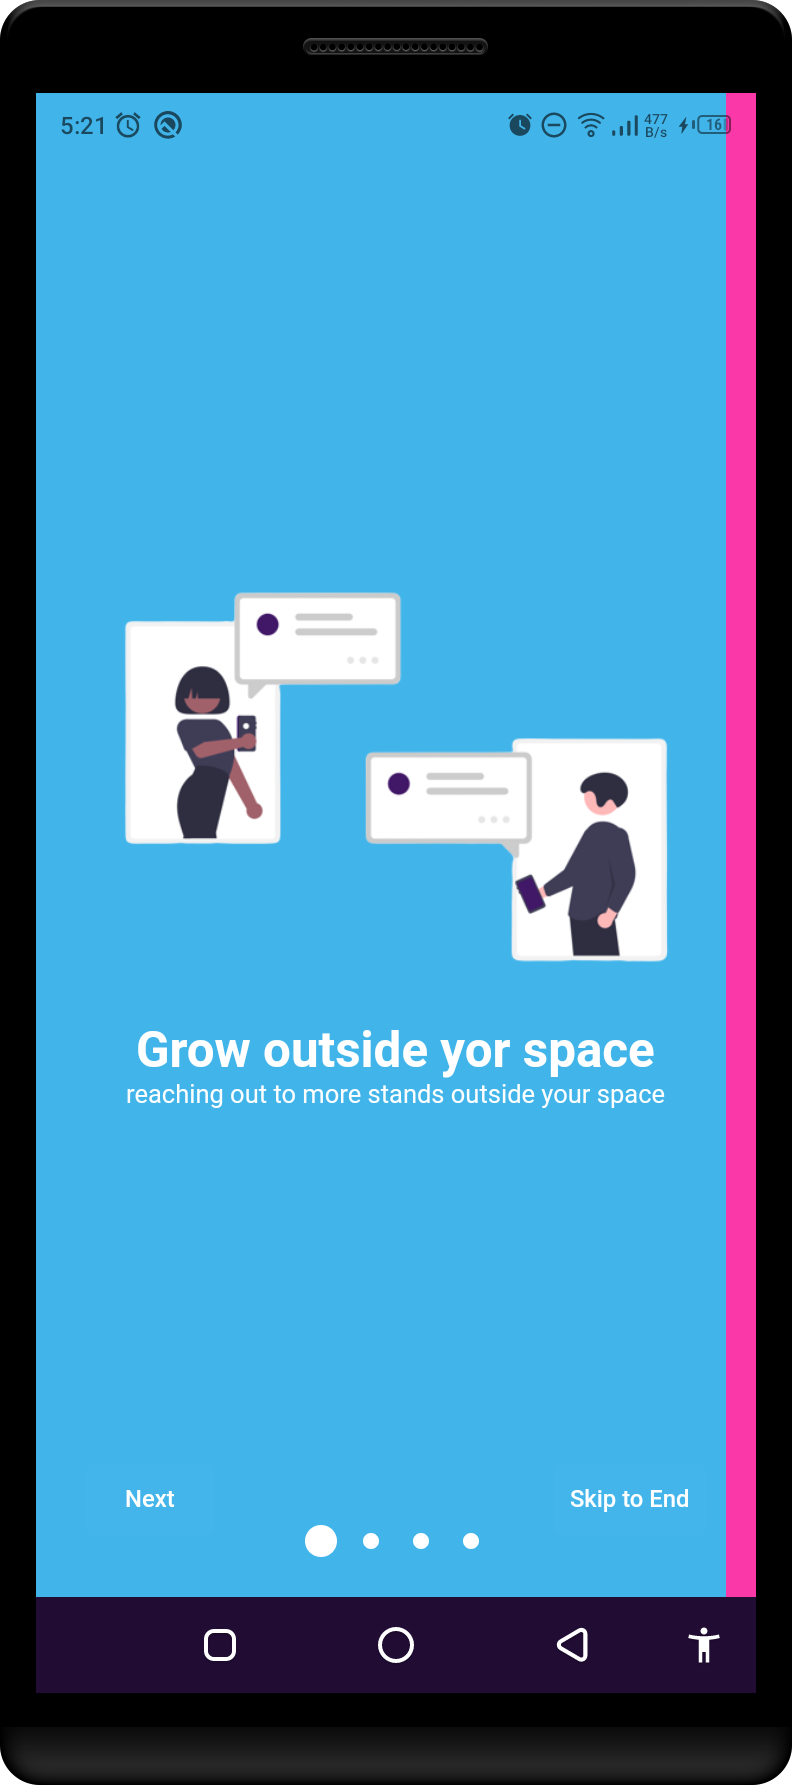 5:21
477
B/s
16
Grow outside yor space
reaching out to more stands outside your space
Next
Skip to End